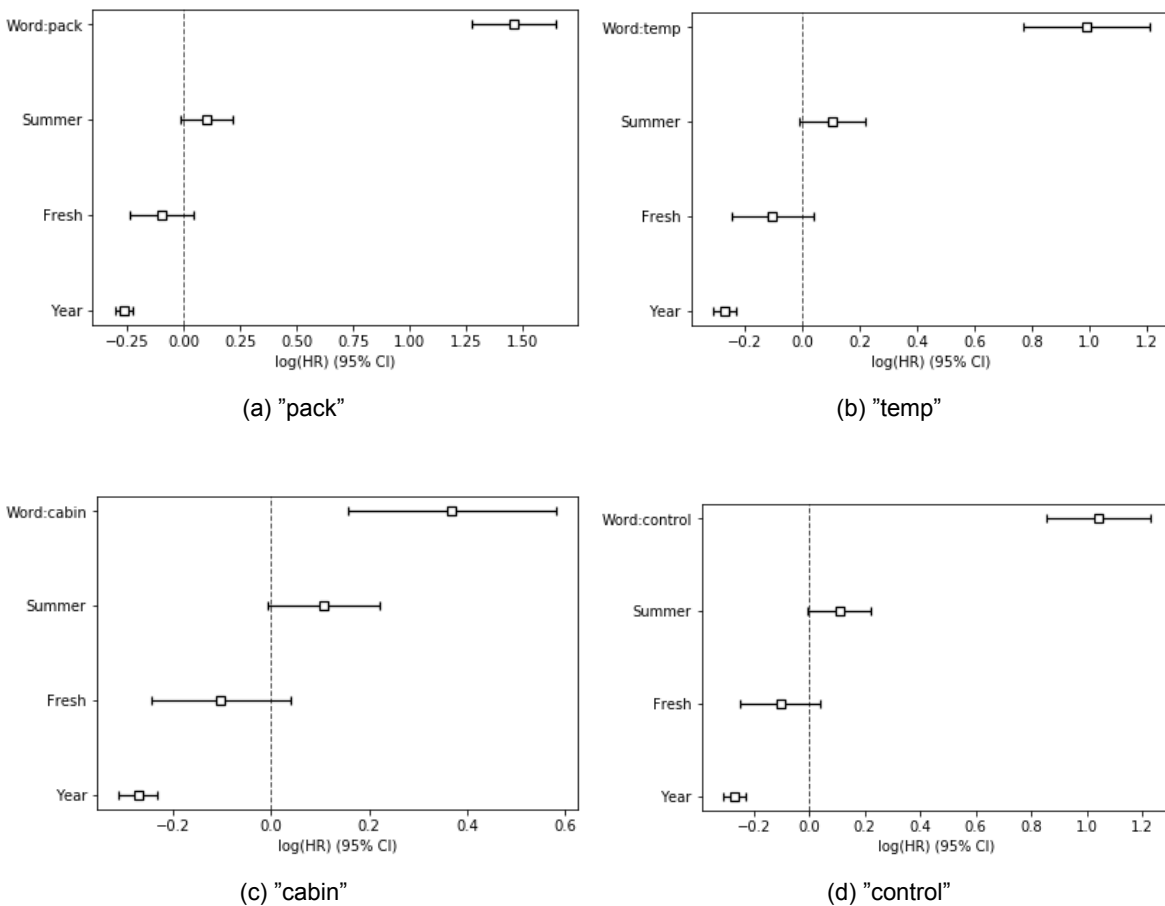 Word:pack
Summer
Fresh
Year
−0.25 0.00 0.25 0.50 0.75 1.00 1.25 1.50
log(HR) (95% CI)
(a) ”pack”
Word:temp
Summer
Fresh
Year
−0.2 0.0 0.2 0.4 0.6 0.8 1.0 1.2
log(HR) (95% CI)
(b) ”temp”
Word:cabin
Summer
Fresh
Year
−0.2 0.0 0.2 0.4 0.6
log(HR) (95% CI)
(c) ”cabin”
Word:control
Summer
Fresh
Year
−0.2 0.0 0.2 0.4 0.6 0.8 1.0 1.2
log(HR) (95% CI)
(d) ”control”